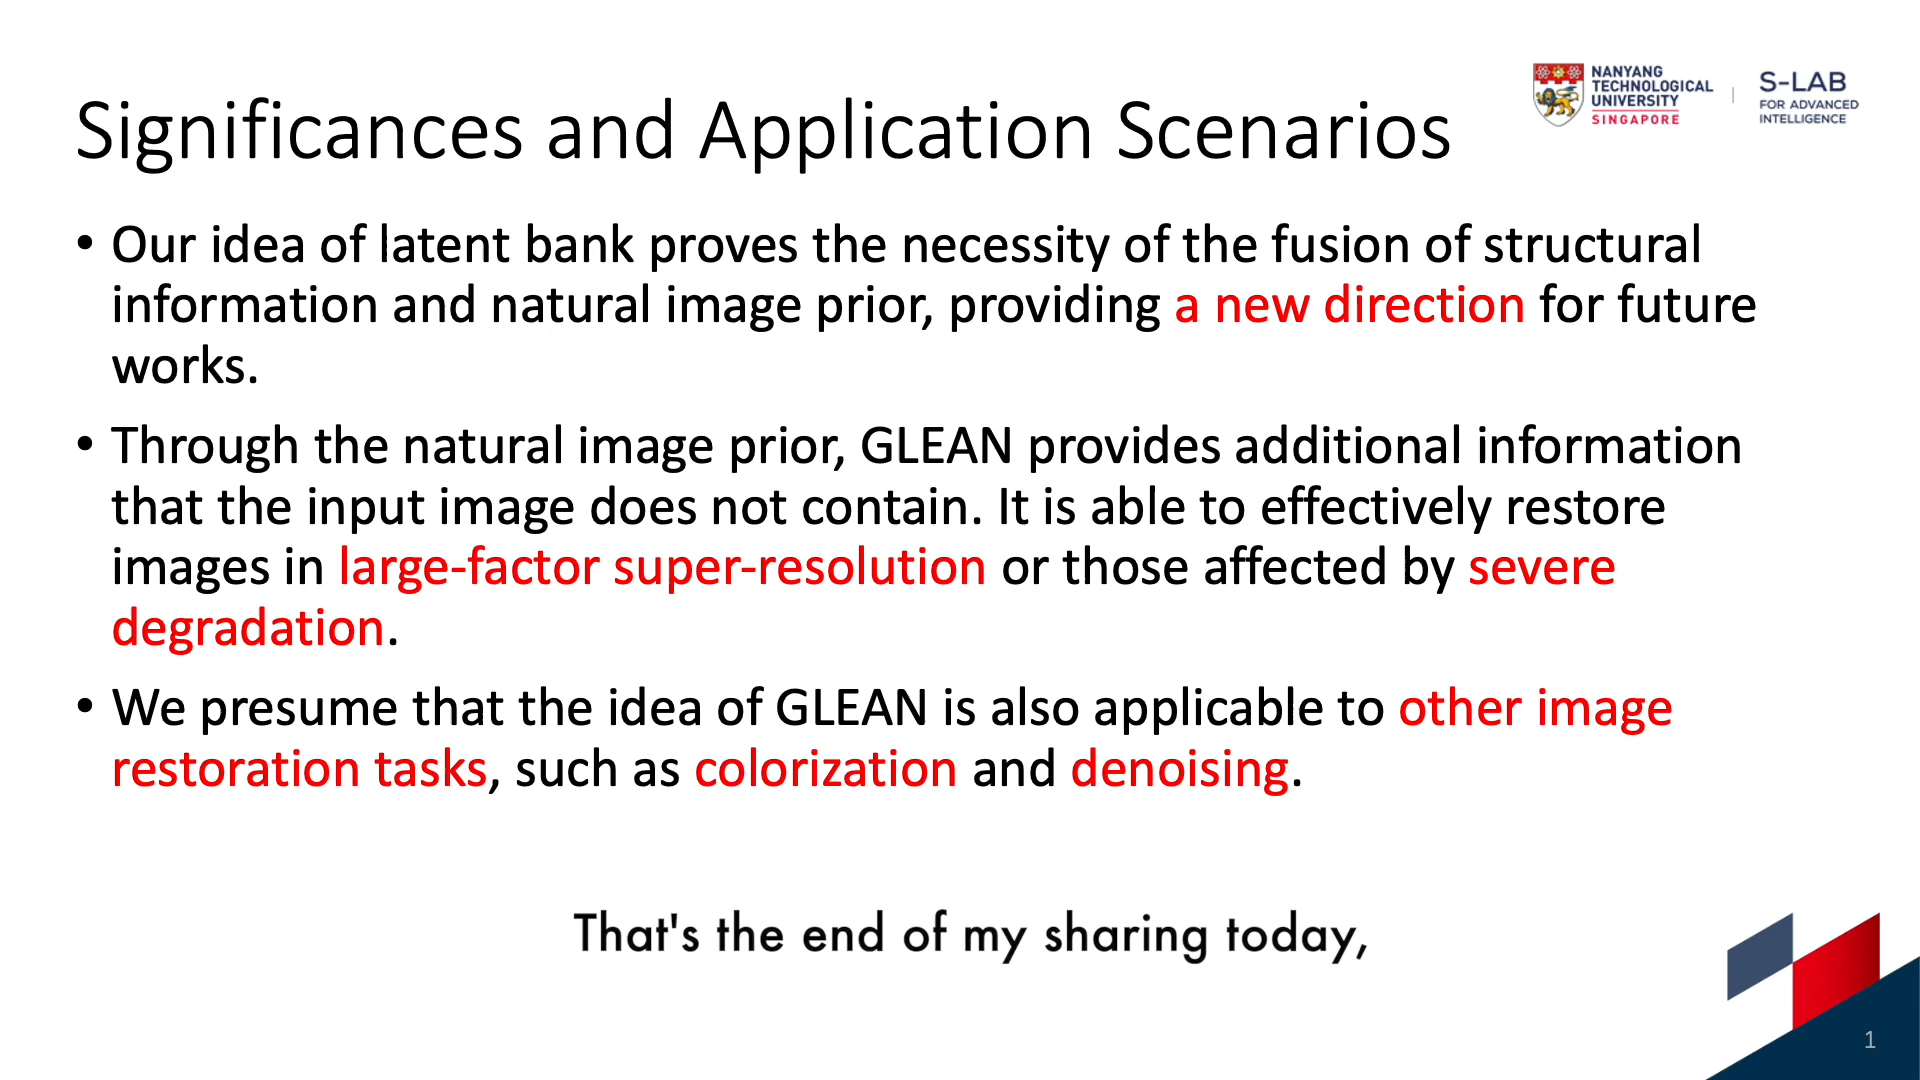 NANYANG
TECHNOLOGICAL
UNIVERSITY
SINGAPORE
S-LAB
FOR ADVANCED
INTELLIGENCE
Significances and Application Scenarios
• Our idea of latent bank proves the necessity of the fusion of structural
information and natural image prior, providing a new direction for future
works.
• Through the natural image prior, GLEAN provides additional information
that the input image does not contain. It is able to effectively restore
images in large-factor super-resolution or those affected by severe
degradation.
• We presume that the idea of GLEAN is also applicable to other image
restoration tasks, such as colorization and denoising.
That's the end of my sharing today,
1